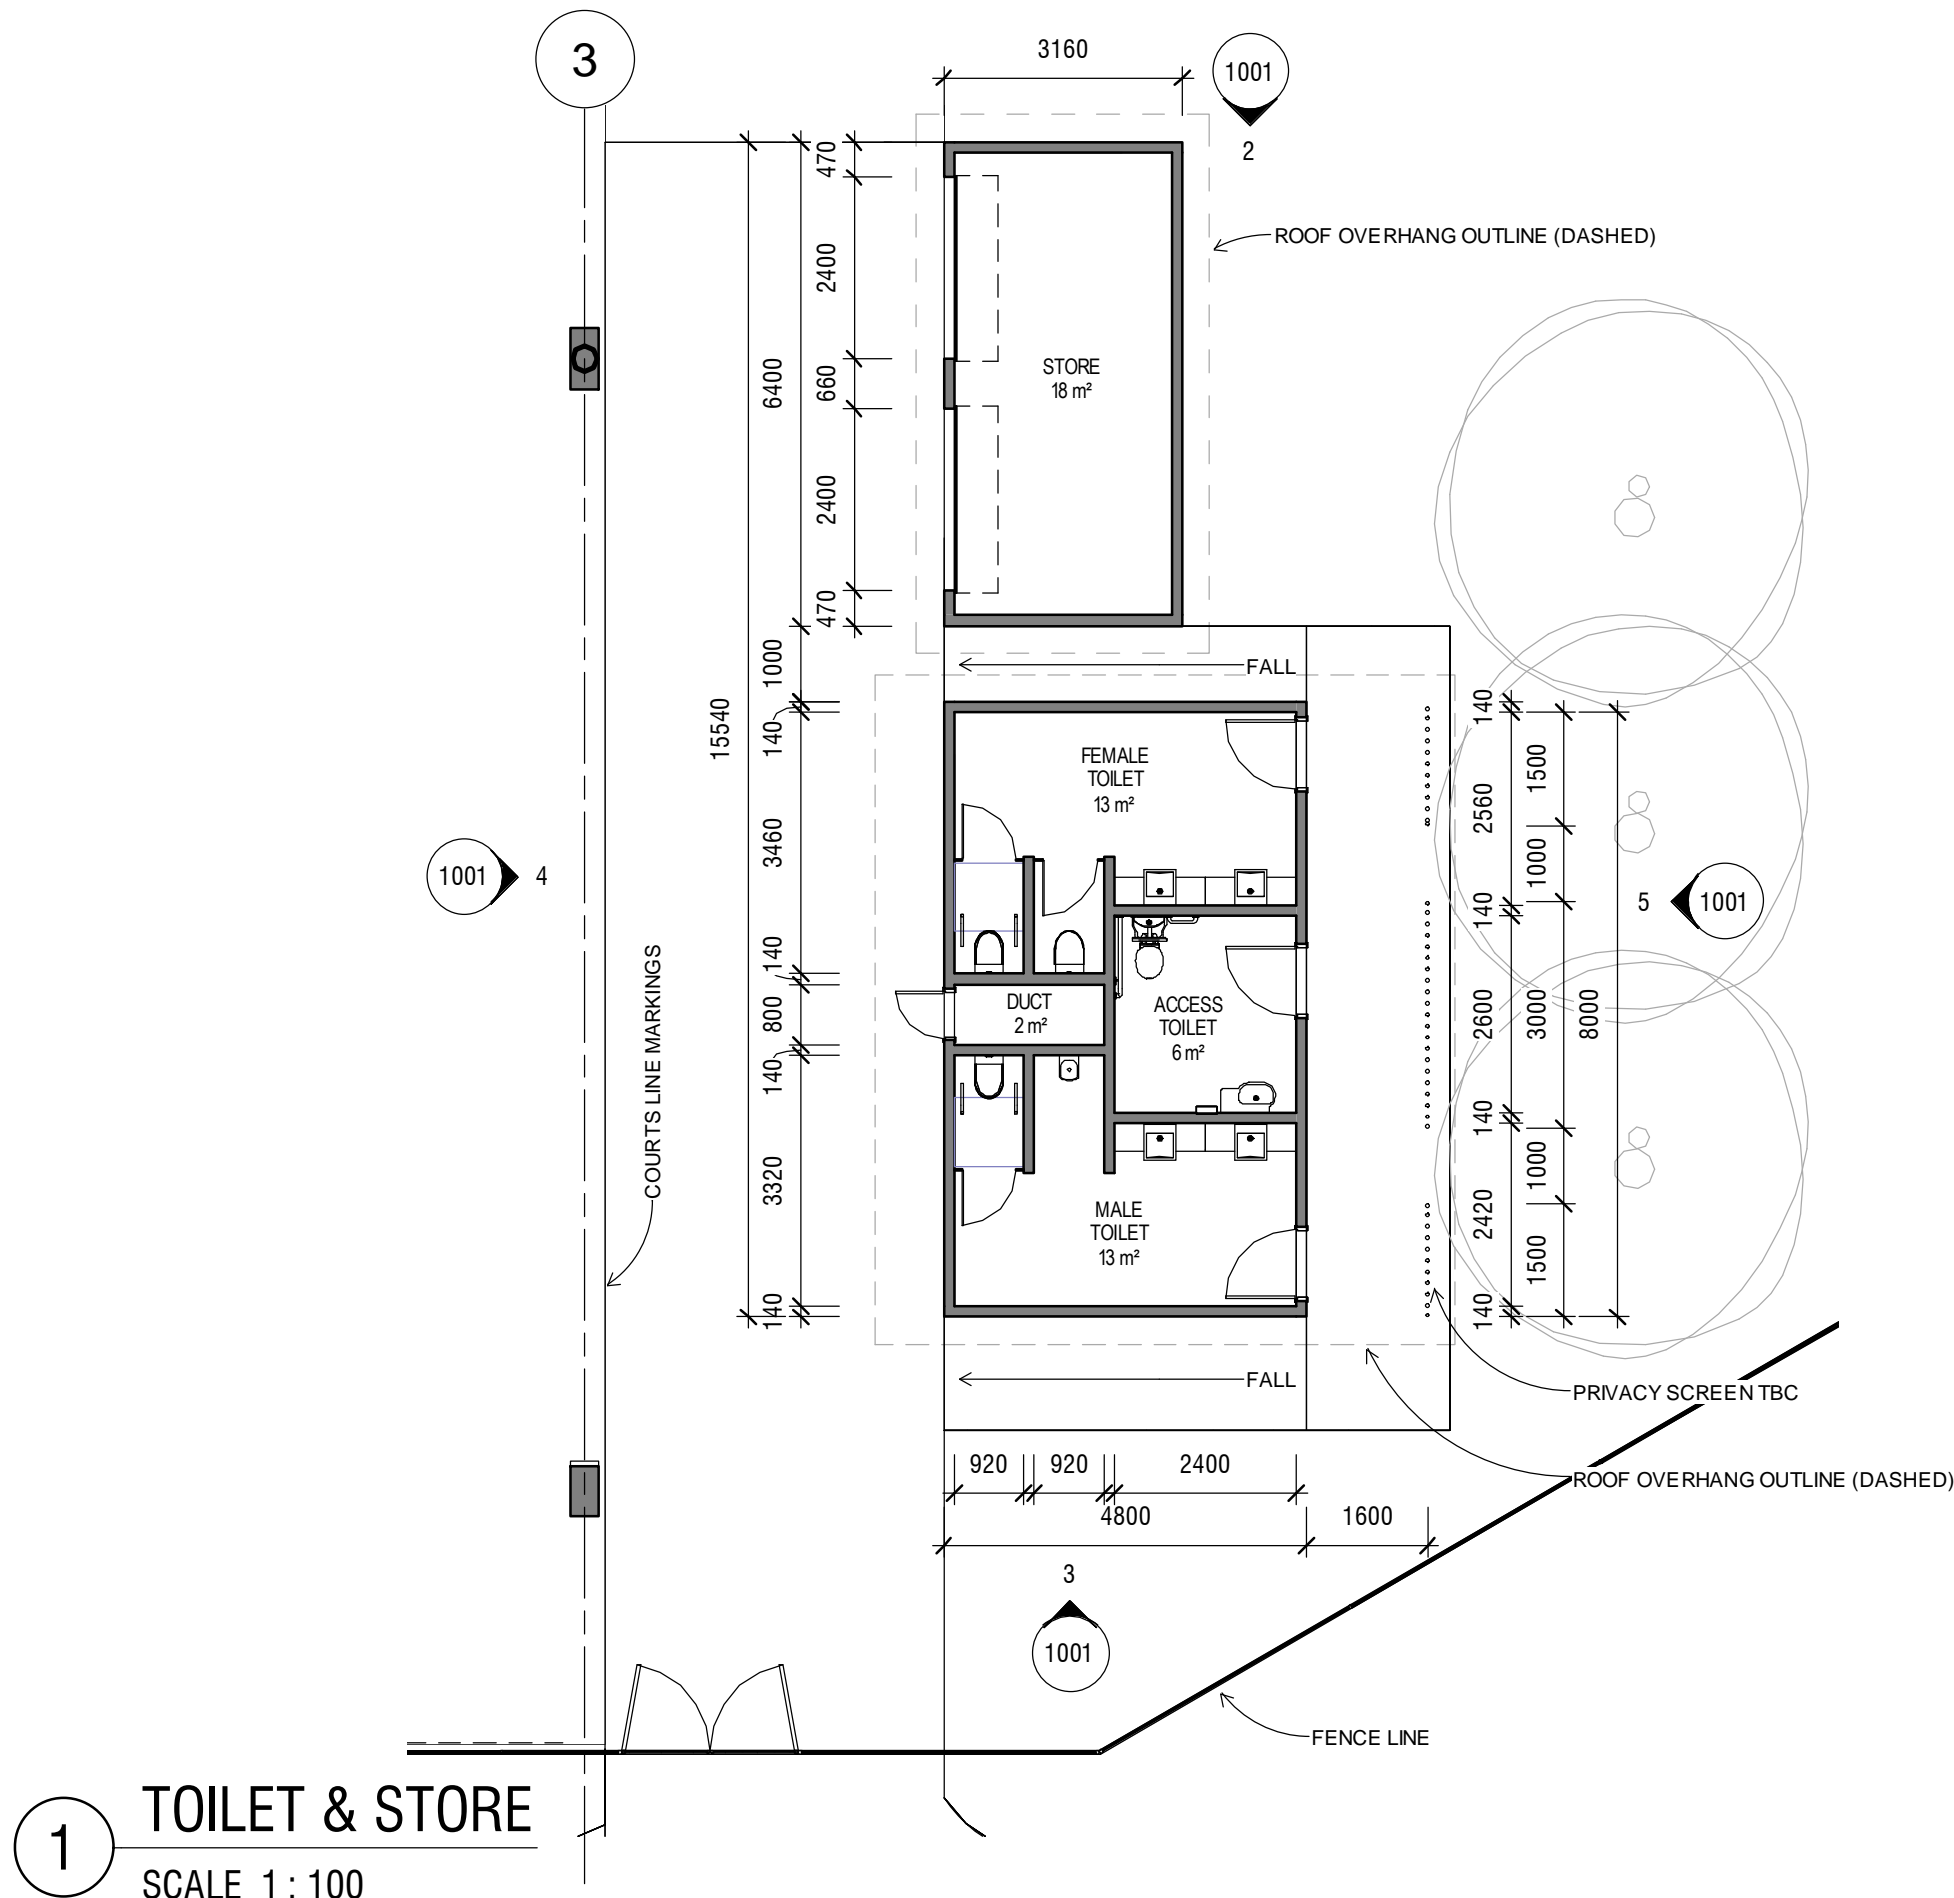 3
3160
1001
2
470
2400
660
2400
470
6400
1000
140
3460
140
800
140
3320
140
15540
ROOF OVERHANG OUTLINE (DASHED)
STORE
18 m²
FALL
FEMALE
TOILET
13 m²
DUCT
2 m²
ACCESS
TOILET
6 m²
MALE
TOILET
13 m²
FALL
1001
4
COURTS LINE MARKINGS
140
2560
140
2600
140
2420
140
1500
1000
3000
1000
1500
8000
5
1001
PRIVACY SCREEN TBC
ROOF OVERHANG OUTLINE (DASHED)
920
920
2400
4800
1600
3
1001
FENCE LINE
1
TOILET & STORE
SCALE 1 : 100